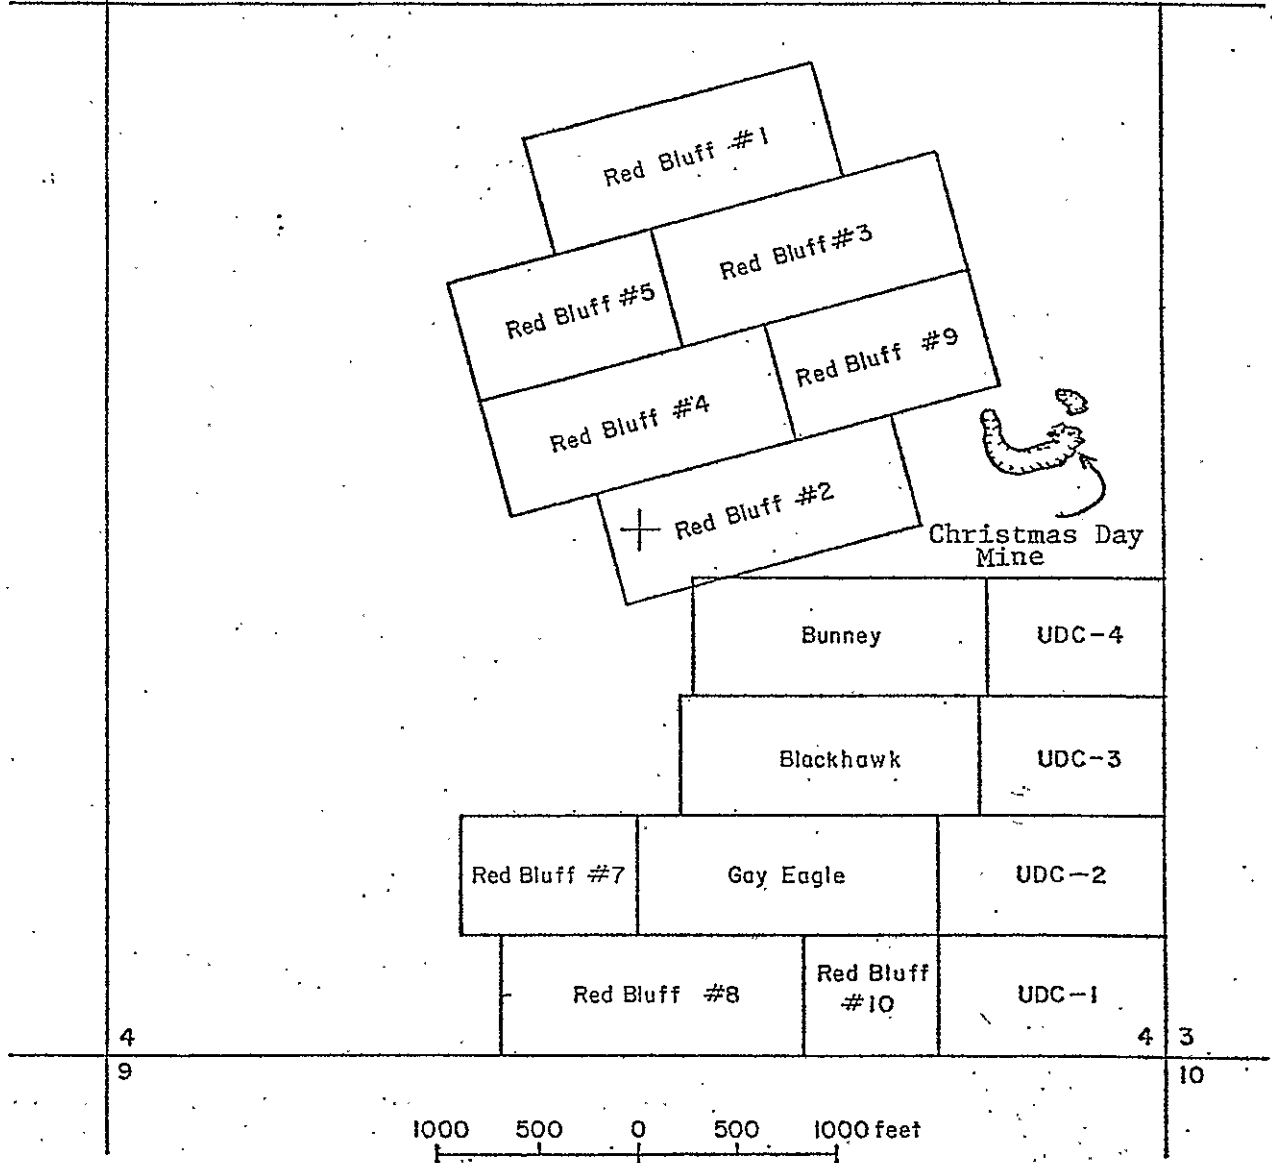 Red Bluff #1
Red Bluff #3
Red Bluff #5
Red Bluff #9
Red Bluff #4
Red Bluff #2
Christmas Day
Mine
Bunney
UDC-4
Blackhawk
UDC-3
Red Bluff #7
Gay Eagle
UDC-2
Red Bluff #8
Red Bluff
#10
UDC-1
4
4 3
9
10
1000 500 0 500 1000 feet